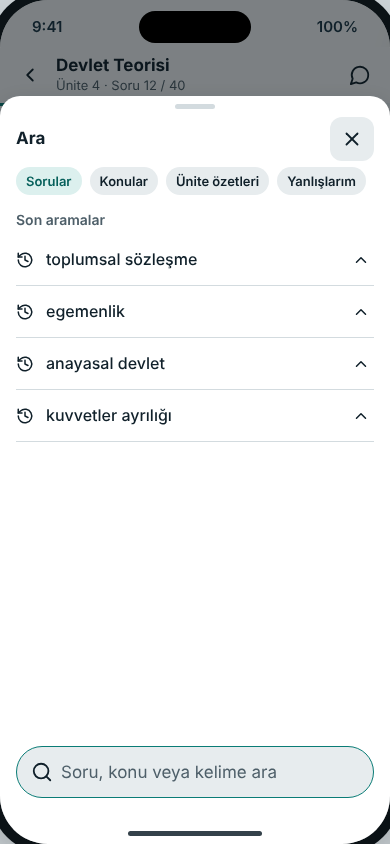 9:41 100%
Devlet Teorisi
Ünite 4 · Soru 12 / 40
Ara
Sorular Konular Ünite özetleri Yanlışlarım
Son aramalar
toplumsal sözleşme
egemenlik
anayasal devlet
kuvvetler ayrılığı
Soru, konu veya kelime ara